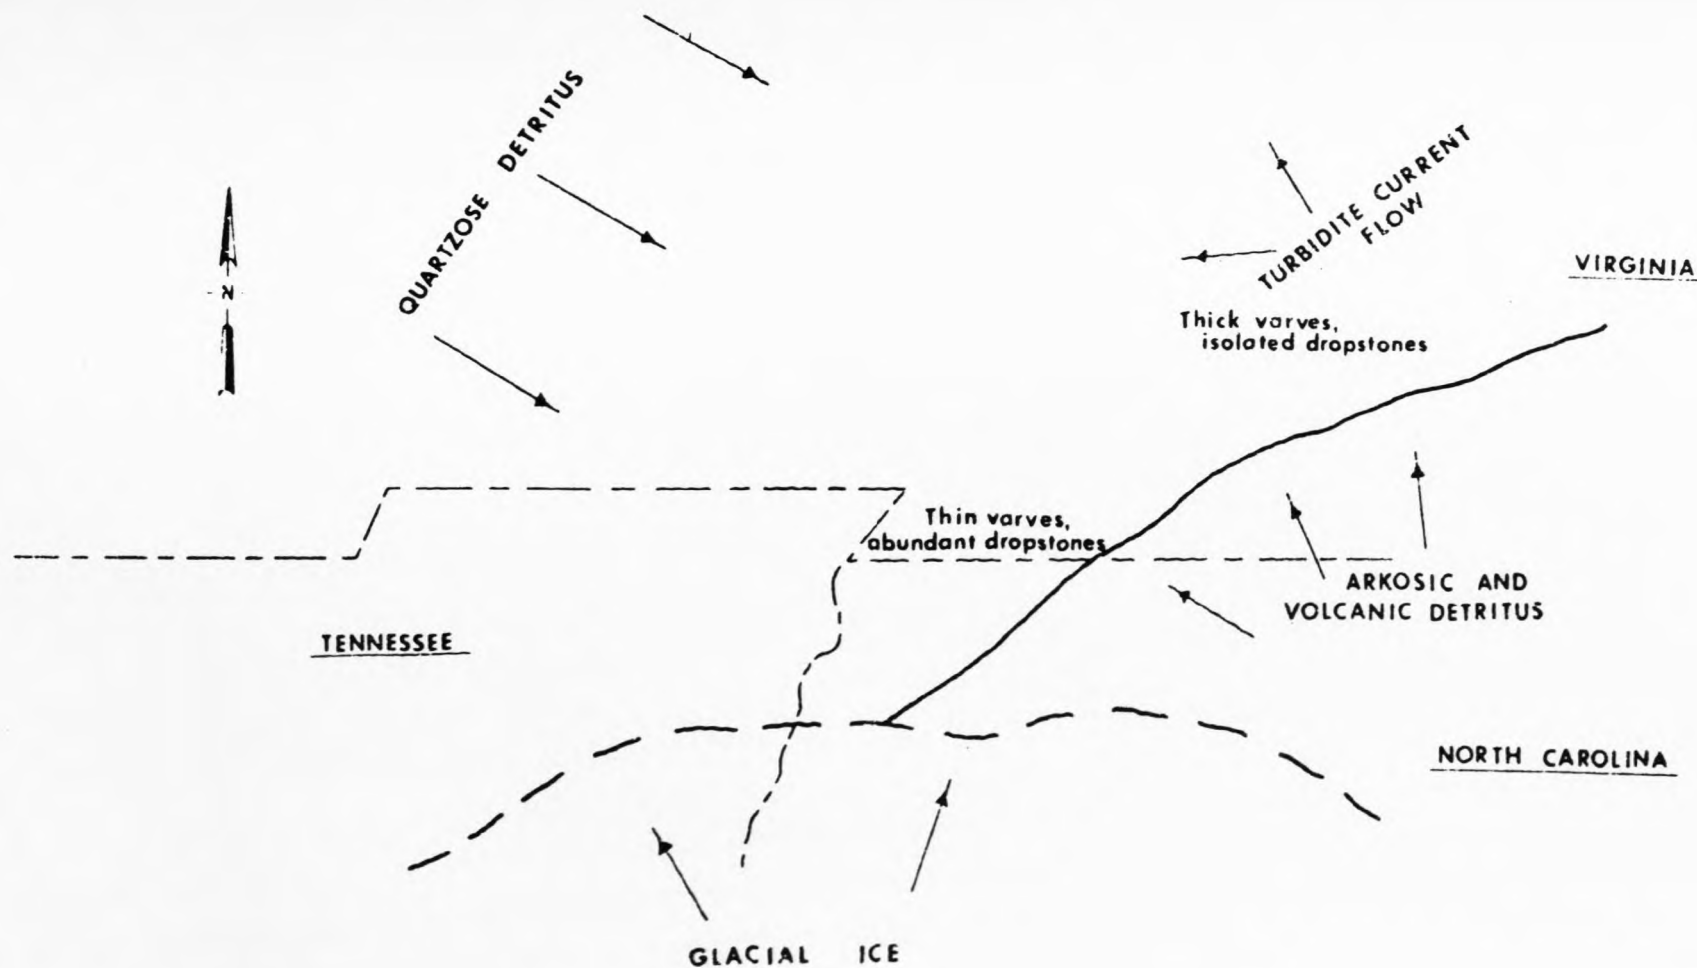 QUARTZOSE DETRITUS
N
TURBIDITE CURRENT
FLOW
VIRGINIA
Thick varves,
isolated dropstones
Thin varves,
abundant dropstones
ARKOSIC AND
VOLCANIC DETRITUS
TENNESSEE
NORTH CAROLINA
GLACIAL ICE